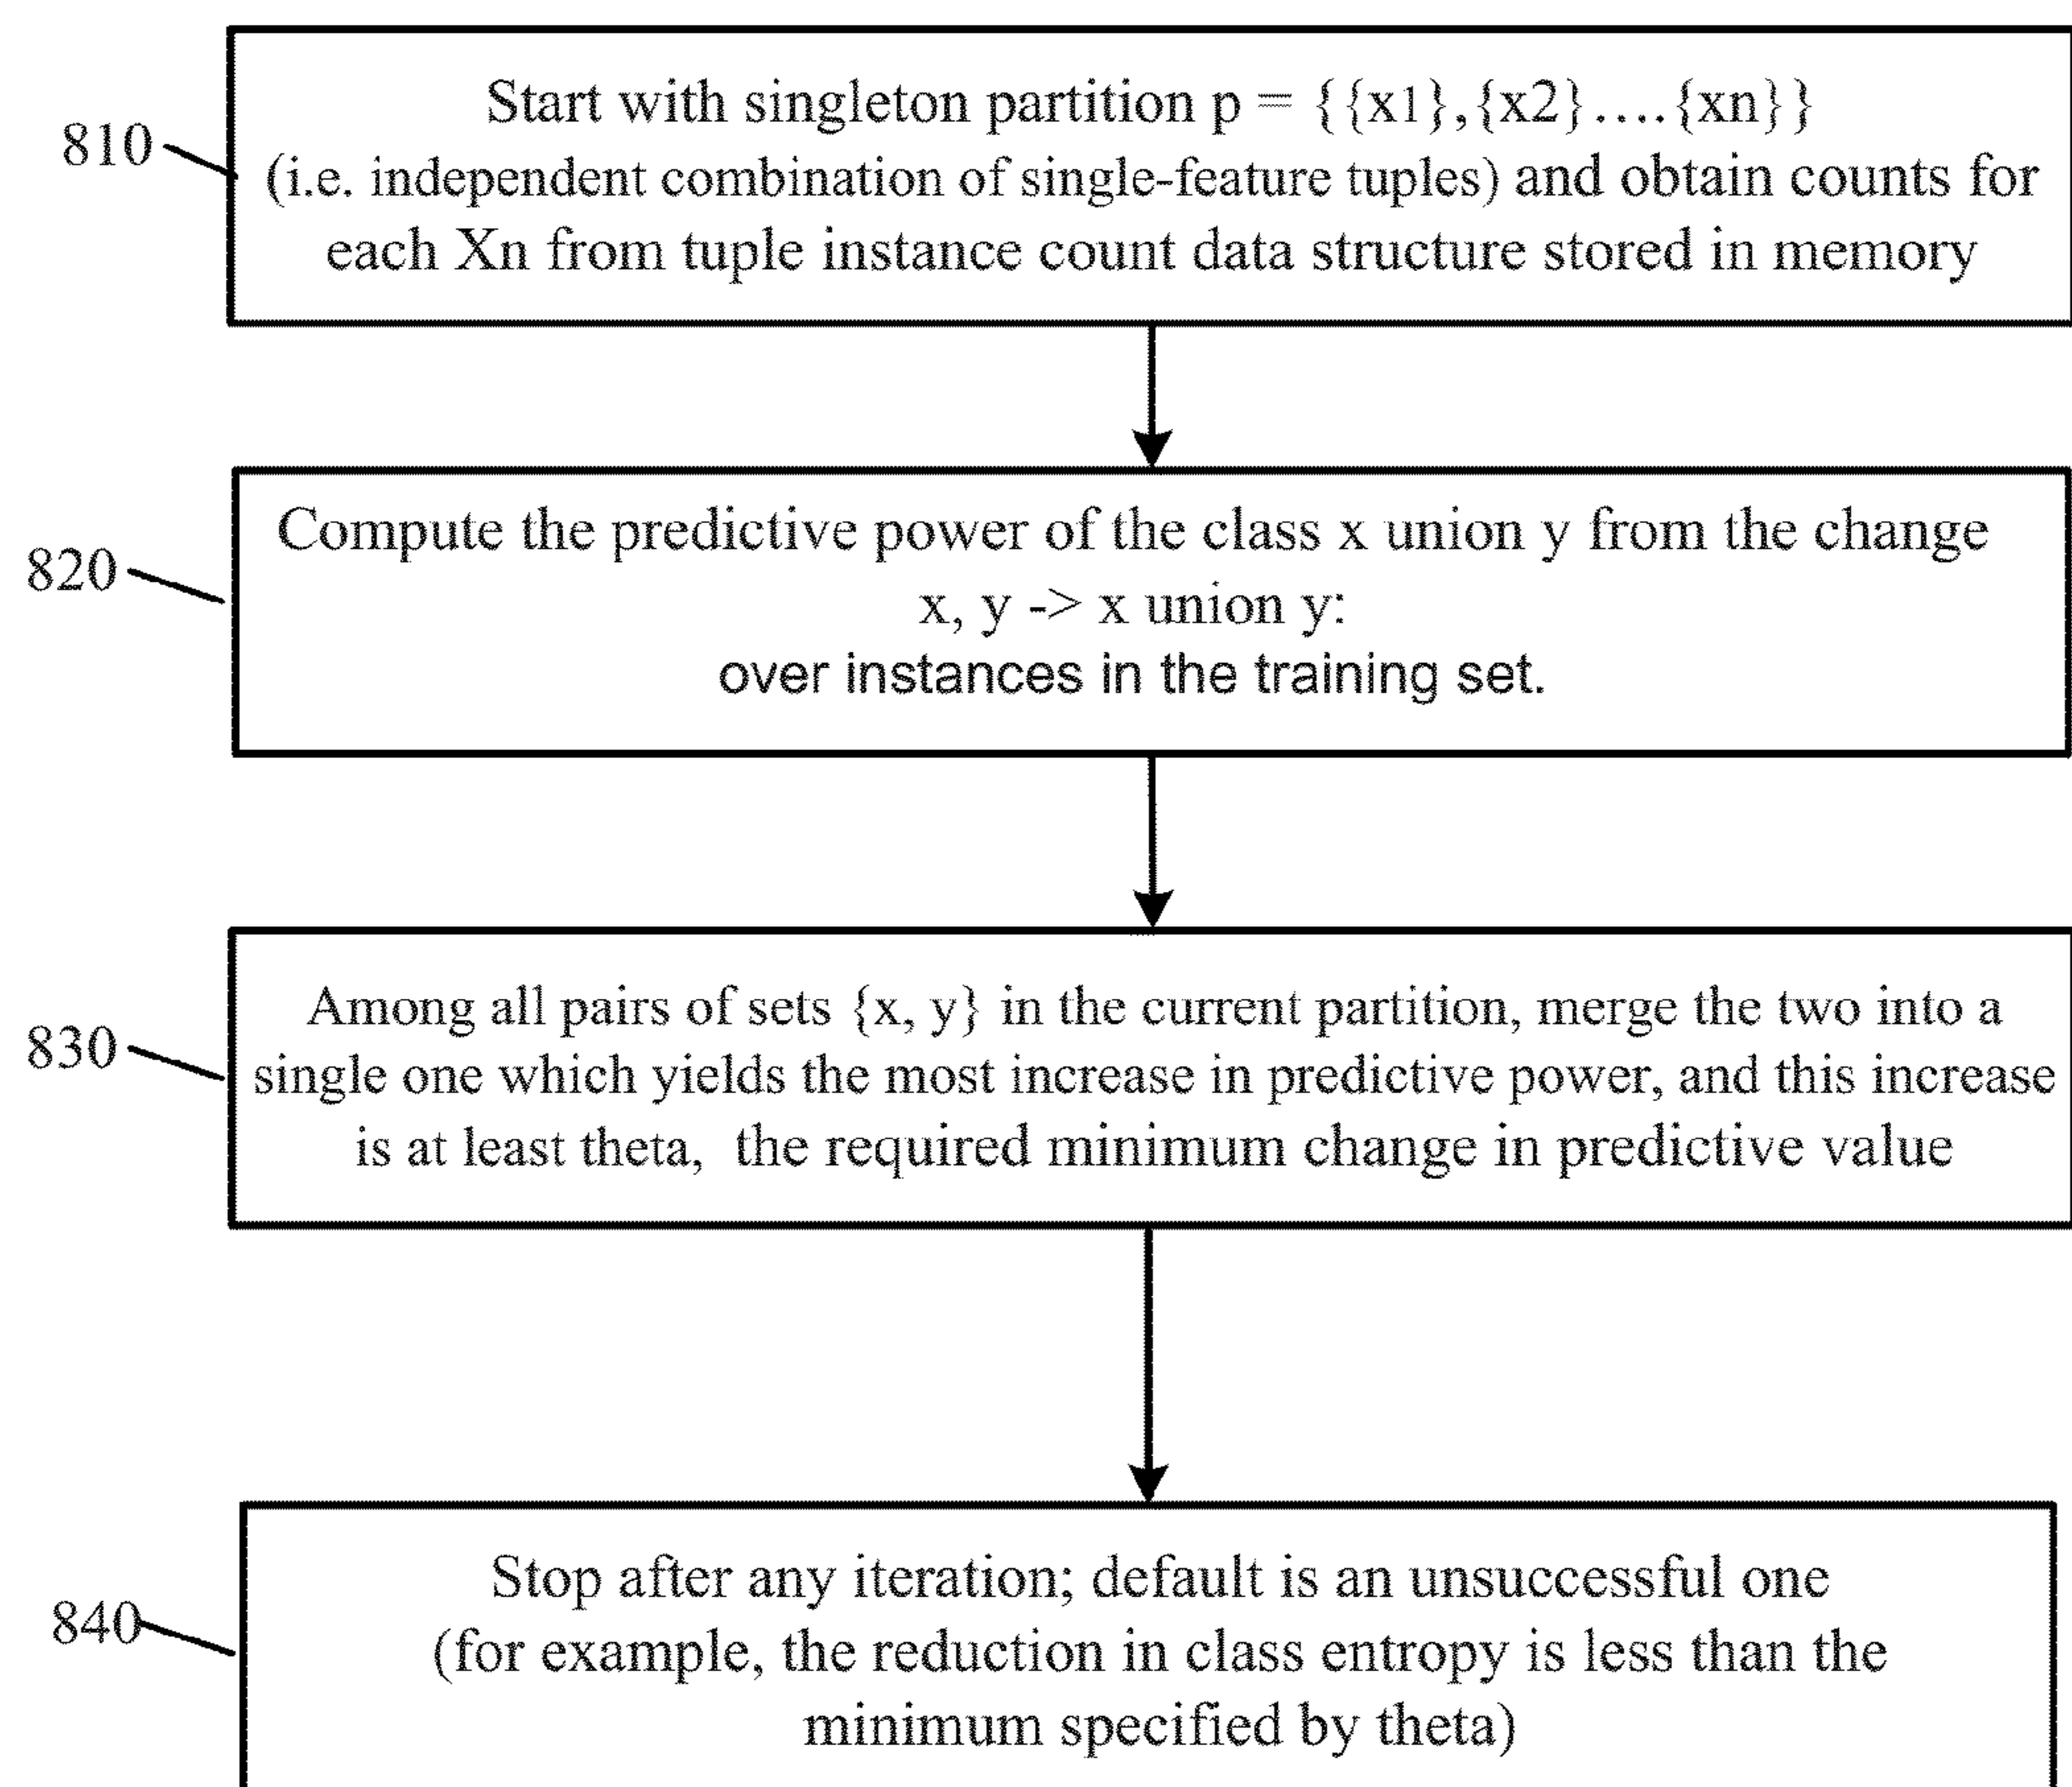 Start with singleton partition p = {{x1},{x2}....{xn}}
810
(i.e. independent combination of single-feature tuples) and obtain counts for
each Xn from tuple instance count data structure stored in memory
Compute the predictive power of the class x union y from the change
820
x, y -> x union y:
over instances in the training set.
Among all pairs of sets {x, y} in the current partition, merge the two into a
830
single one which yields the most increase in predictive power, and this increase
is at least theta, the required minimum change in predictive value
Stop after any iteration; default is an unsuccessful one
840
(for example, the reduction in class entropy is less than the
minimum specified by theta)